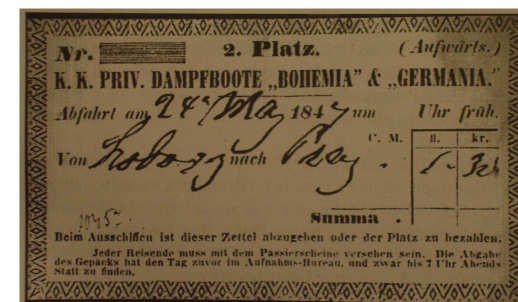 Nr. 2. Platz. (Aufwärts.)
K. K. PRIV. DAMPFBOOTE „BOHEMIA” & „GERMANIA.”
Abfahrt am 24 May 1847 um Uhr früh.
C. M. fl. kr.
Von nach Prag
Summa .
Beim Ausschiffen ist dieser Zettel abzugeben oder der Platz zu bezahlen.
Jeder Reisende muss mit dem Passierscheine versehen sein. Die Abgabe
des Gepäcks hat den Tag zuvor im Aufnahms-Bureau, und zwar bis 7 Uhr Abends
Statt zu finden.